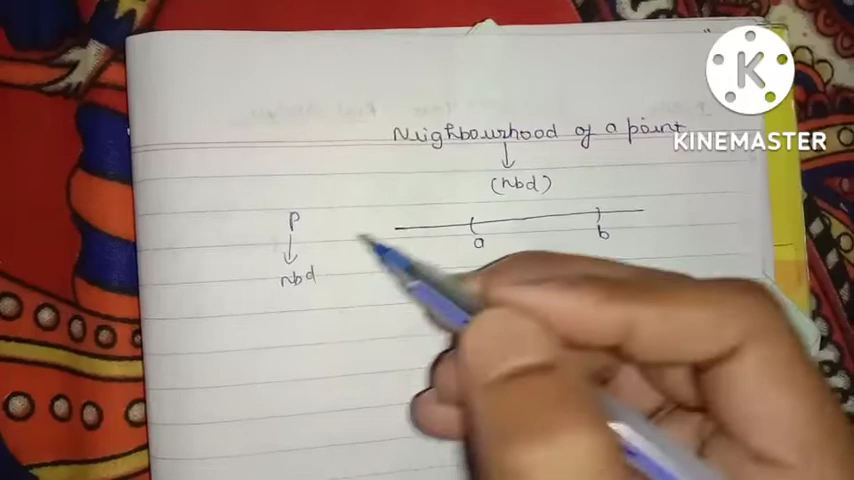 Neighbourhood of a point
(nbd)
P
nbd
a b
K
KINEMASTER